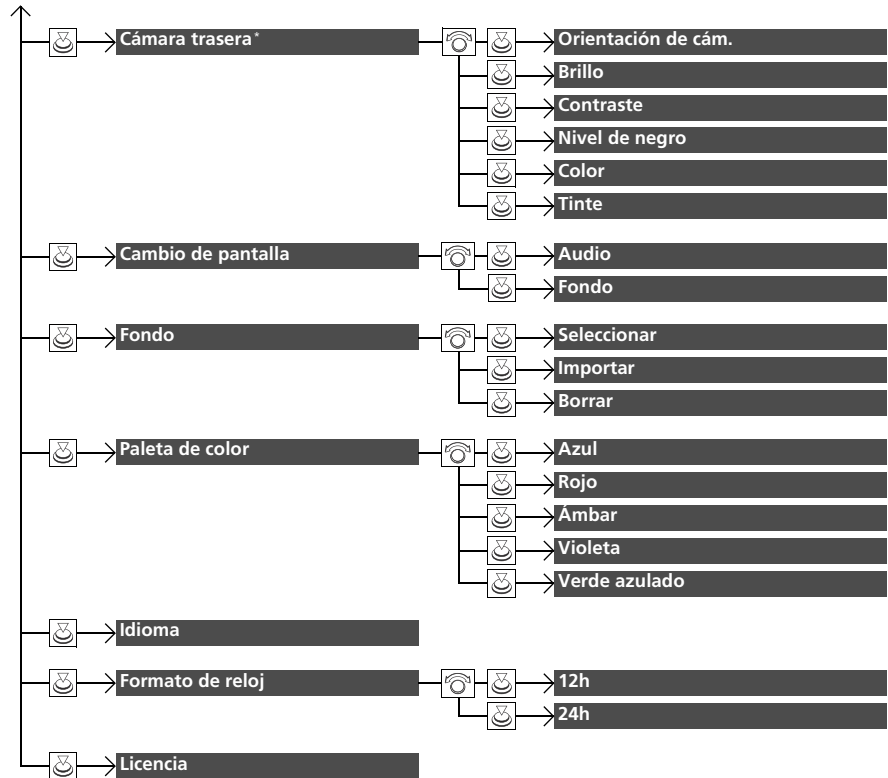 Cámara trasera*
Orientación de cám.
Brillo
Contraste
Nivel de negro
Color
Tinte
Cambio de pantalla
Audio
Fondo
Fondo
Seleccionar
Importar
Borrar
Paleta de color
Azul
Rojo
Ámbar
Violeta
Verde azulado
Idioma
Formato de reloj
12h
24h
Licencia